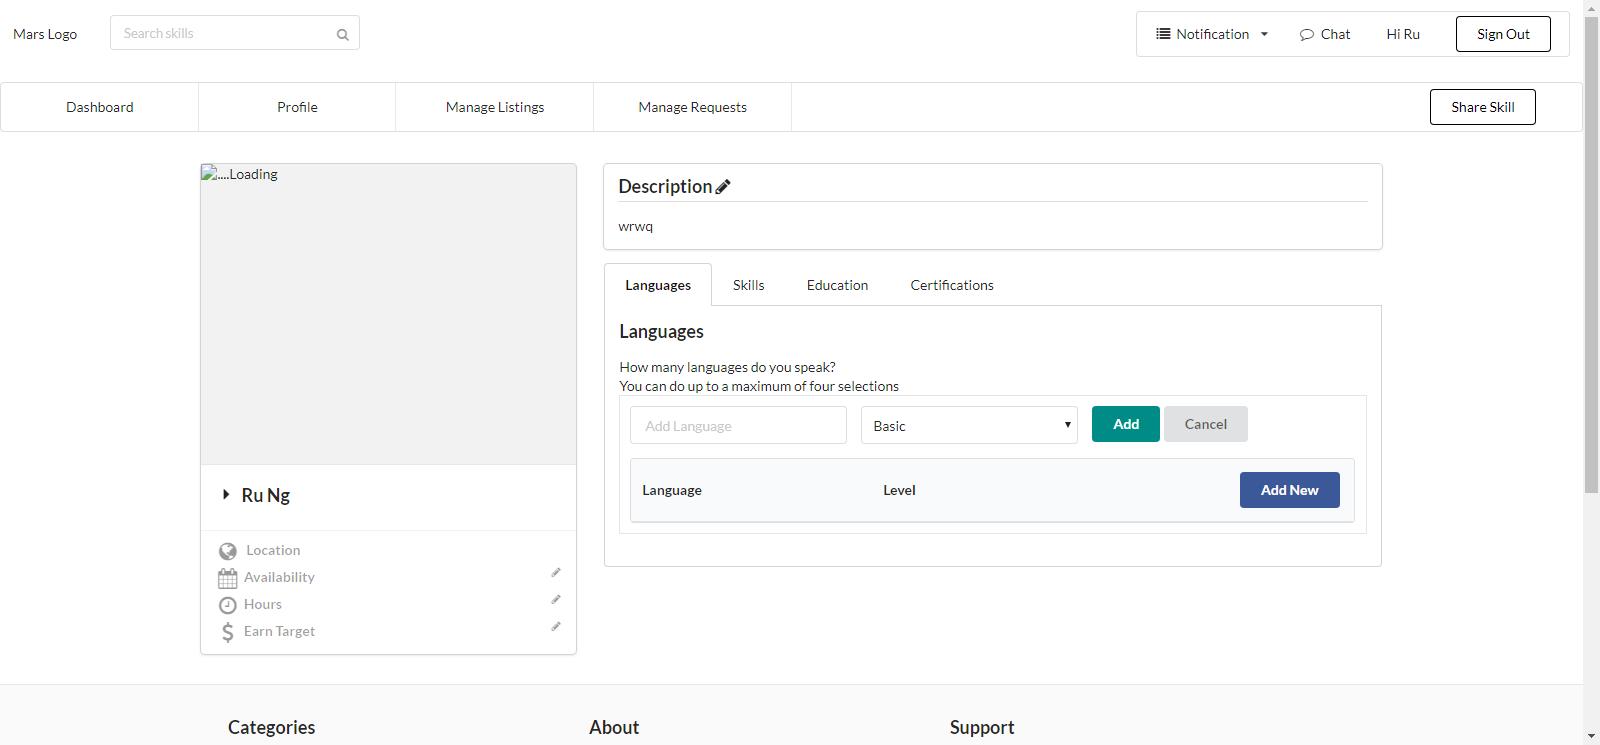 Mars Logo
Search skills
Notification
Chat
Hi Ru
Sign Out
Dashboard
Profile
Manage Listings
Manage Requests
Share Skill
....Loading
Ru Ng
Location
Availability
Hours
Earn Target
Description
wrwq
Languages
Skills
Education
Certifications
Languages
How many languages do you speak?
You can do up to a maximum of four selections
Add Language
Basic
Add
Cancel
Language
Level
Add New
Categories
About
Support